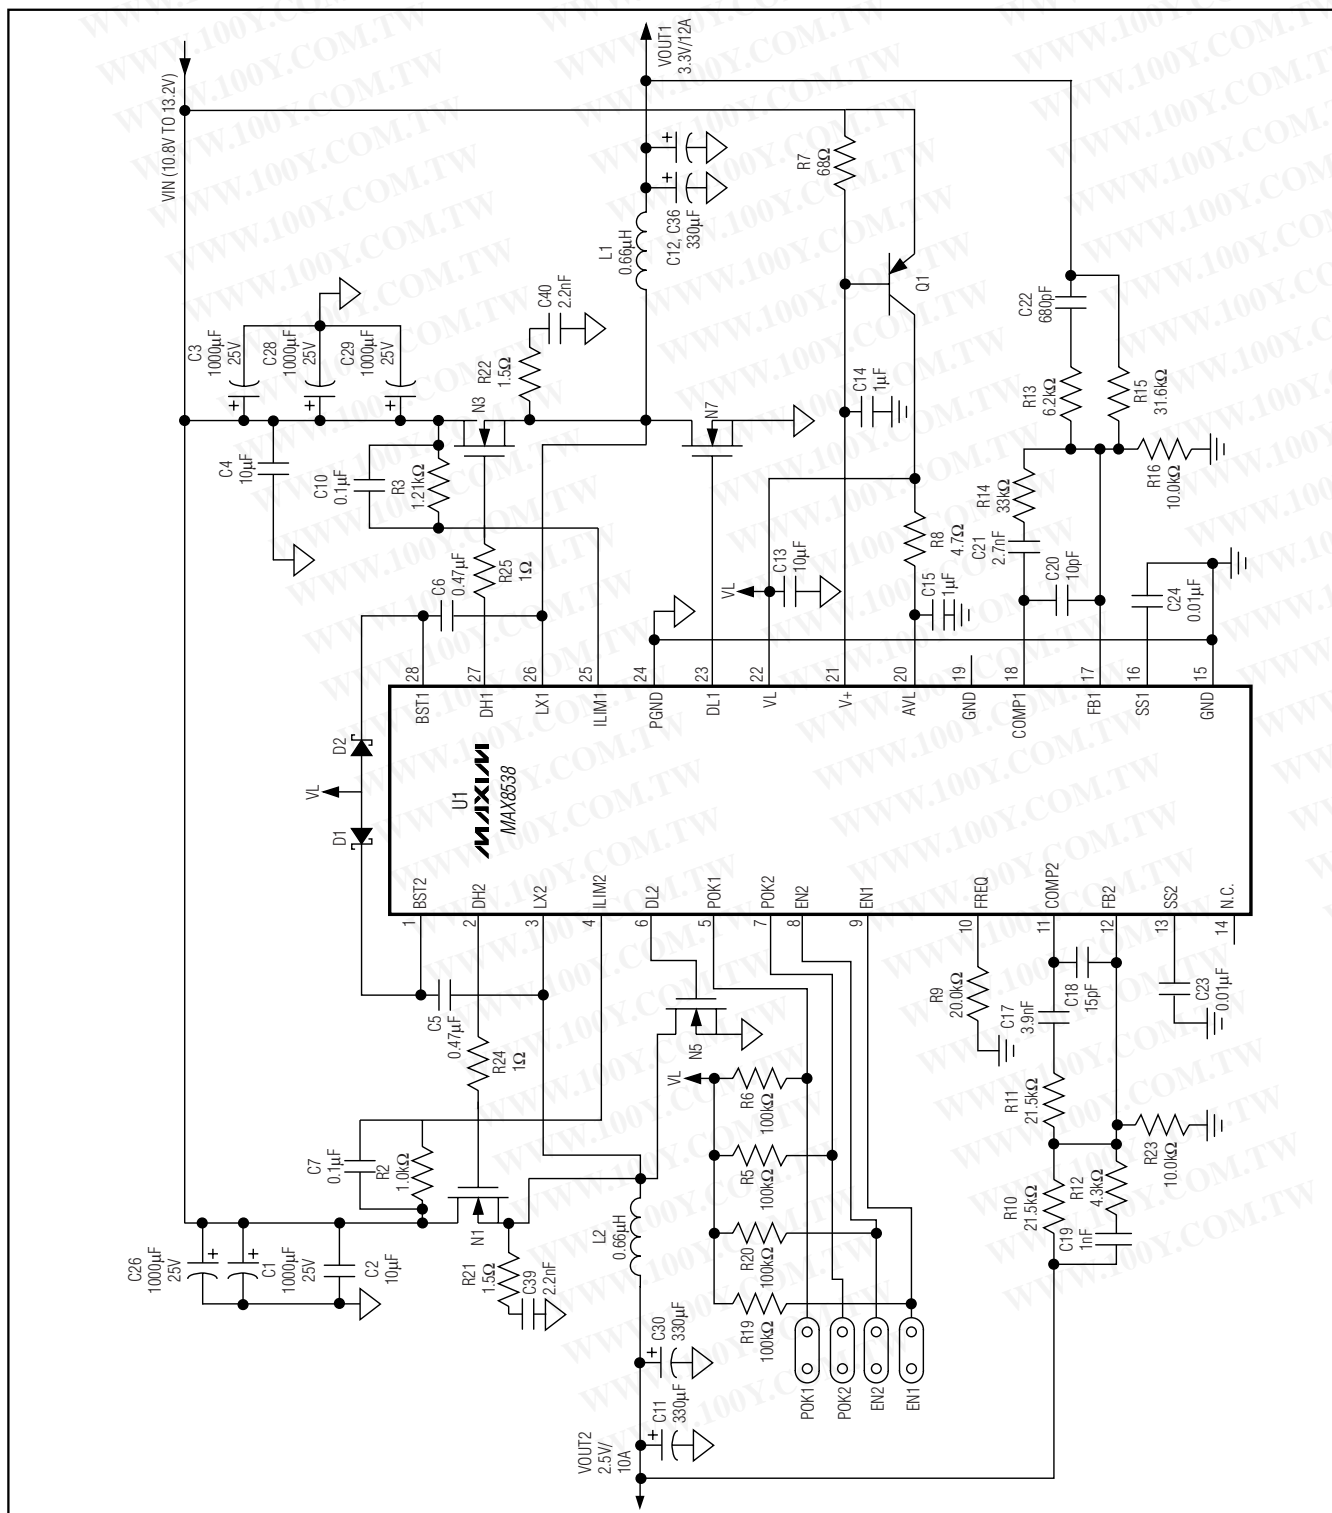 VIN (10.8V TO 13.2V)
VOUT1
3.3V/12A
C3
1000µF
25V
C28
1000µF
25V
C29
1000µF
25V
C4
10µF
C10
0.1µF
R3
1.21kΩ
N3
R22
1.5Ω
C40
2.2nF
L1
0.66µH
C12, C36
330µF
R7
68Ω
Q1
N7
C14
1µF
C22
680pF
R13
6.2kΩ
R15
31.6kΩ
R16
10.0kΩ
R14
33kΩ
C21
2.7nF
C20
10pF
C24
0.01µF
R8
4.7Ω
C15
1µF
VL
C13
10µF
C6
0.47µF
R25
1Ω
28
27
26
25
24
23
22
21
20
19
18
17
16
15
BST1
DH1
LX1
ILIM1
PGND
DL1
VL
V+
AVL
GND
COMP1
FB1
SS1
GND
D2
VL
D1
U1
MAXIM
MAX8538
BST2
DH2
LX2
ILIM2
DL2
POK1
POK2
EN2
EN1
FREQ
COMP2
FB2
SS2
N.C.
1
2
3
4
6
5
7
8
9
10
11
12
13
14
C5
0.47µF
R24
1Ω
N5
VL
R6
100kΩ
R5
100kΩ
R20
100kΩ
R19
100kΩ
R9
20.0kΩ
C17
3.9nF
C18
15pF
C23
0.01µF
R11
21.5kΩ
R10
21.5kΩ
R12
4.3kΩ
C19
1nF
R23
10.0kΩ
C7
0.1µF
R2
1.0kΩ
N1
R21
1.5Ω
C39
2.2nF
L2
0.66µH
C26
1000µF
25V
C1
1000µF
25V
C2
10µF
C30
330µF
C11
330µF
VOUT2
2.5V/
10A
POK1
POK2
EN2
EN1
WWW.100Y.COM.TW